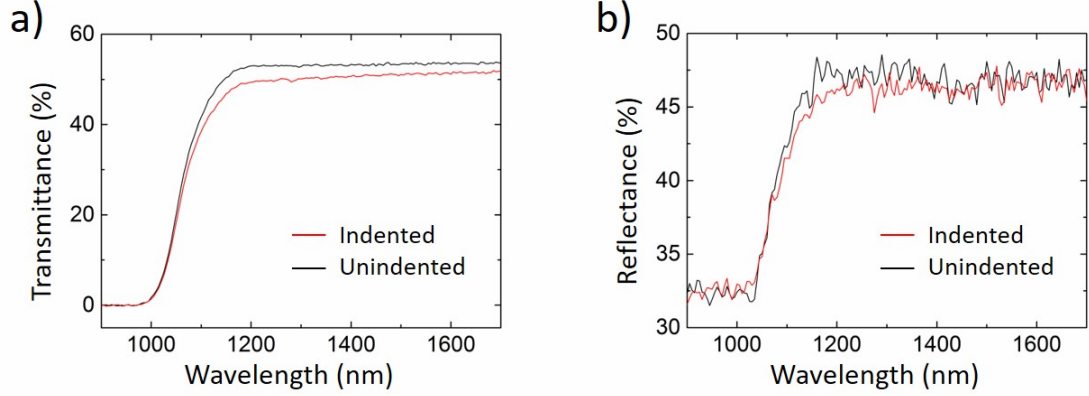 a)
60
40
20
0
Transmittance (%)
Indented
Unindented
1000 1200 1400 1600
Wavelength (nm)
b)
50
45
40
35
30
Reflectance (%)
Indented
Unindented
1000 1200 1400 1600
Wavelength (nm)